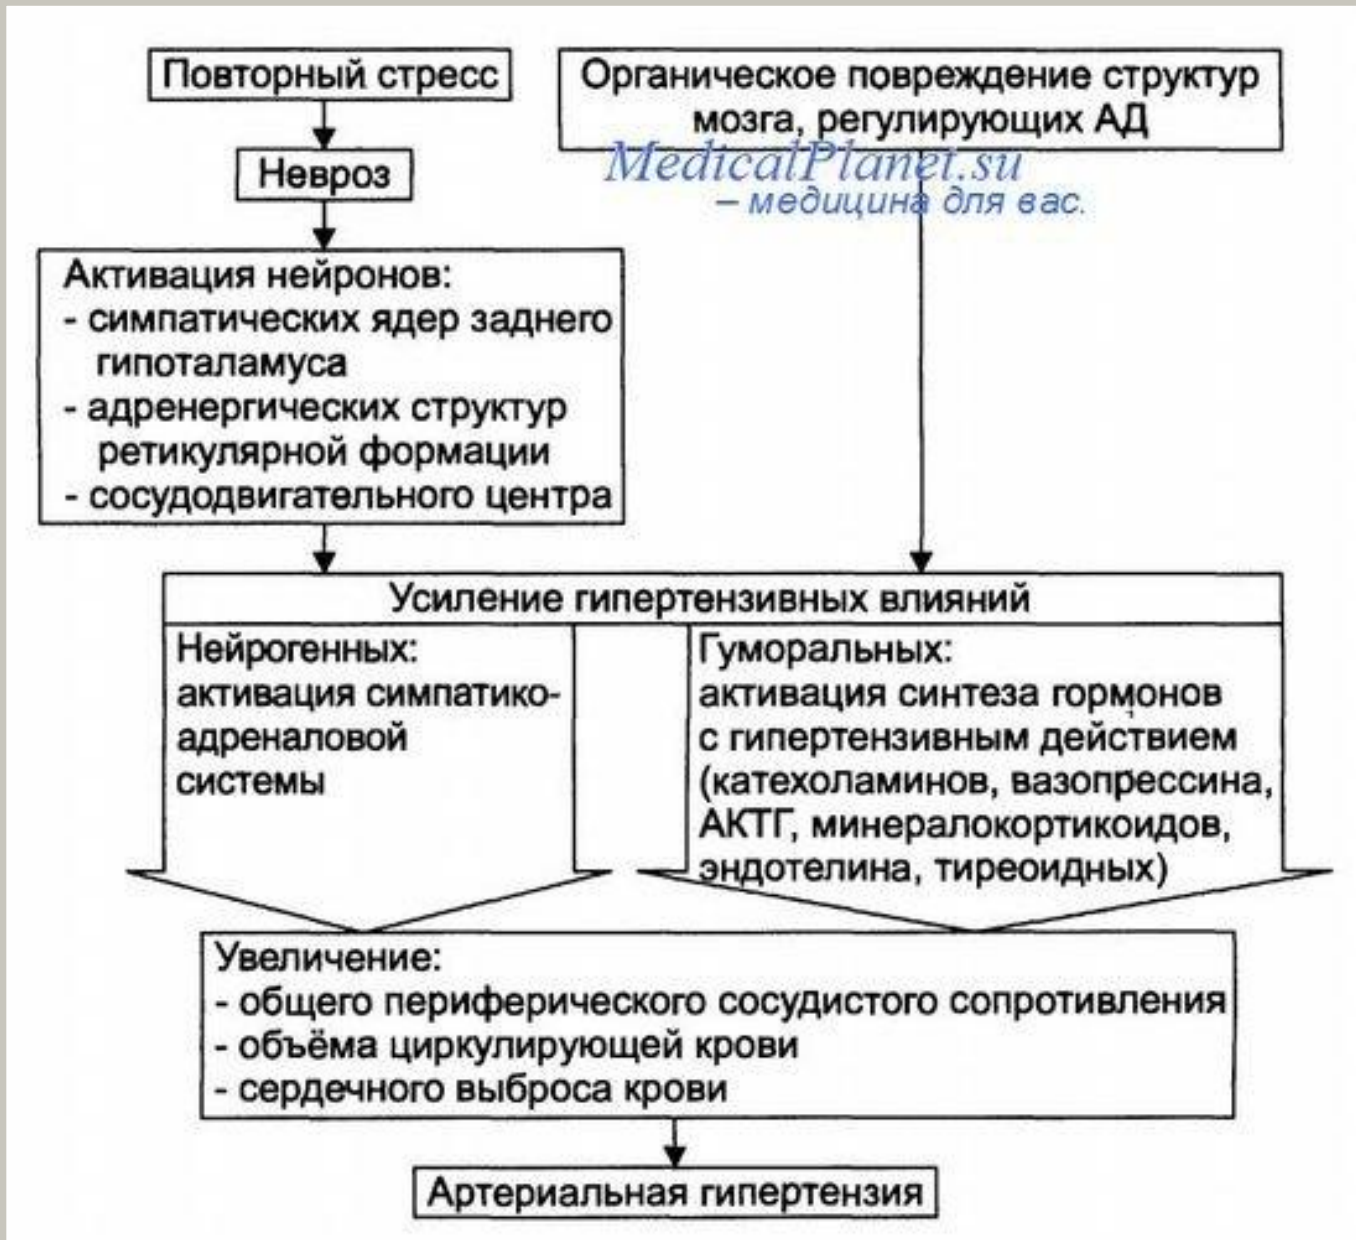 Повторный стресс
Органическое повреждение структур
мозга, регулирующих АД
MedicalPlanet.su
– медицина для вас.
Невроз
Активация нейронов:
- симпатических ядер заднего
гипоталамуса
- адренергических структур
ретикулярной формации
- сосудодвигательного центра
Усиление гипертензивных влияний
Нейрогенных:
активация симпатико-
адреналовой
системы
Гуморальных:
активация синтеза гормонов
с гипертензивным действием
(катехоламинов, вазопрессина,
АКТГ, минералокортикоидов,
эндотелина, тиреоидных)
Увеличение:
- общего периферического сосудистого сопротивления
- объёма циркулирующей крови
- сердечного выброса крови
Артериальная гипертензия